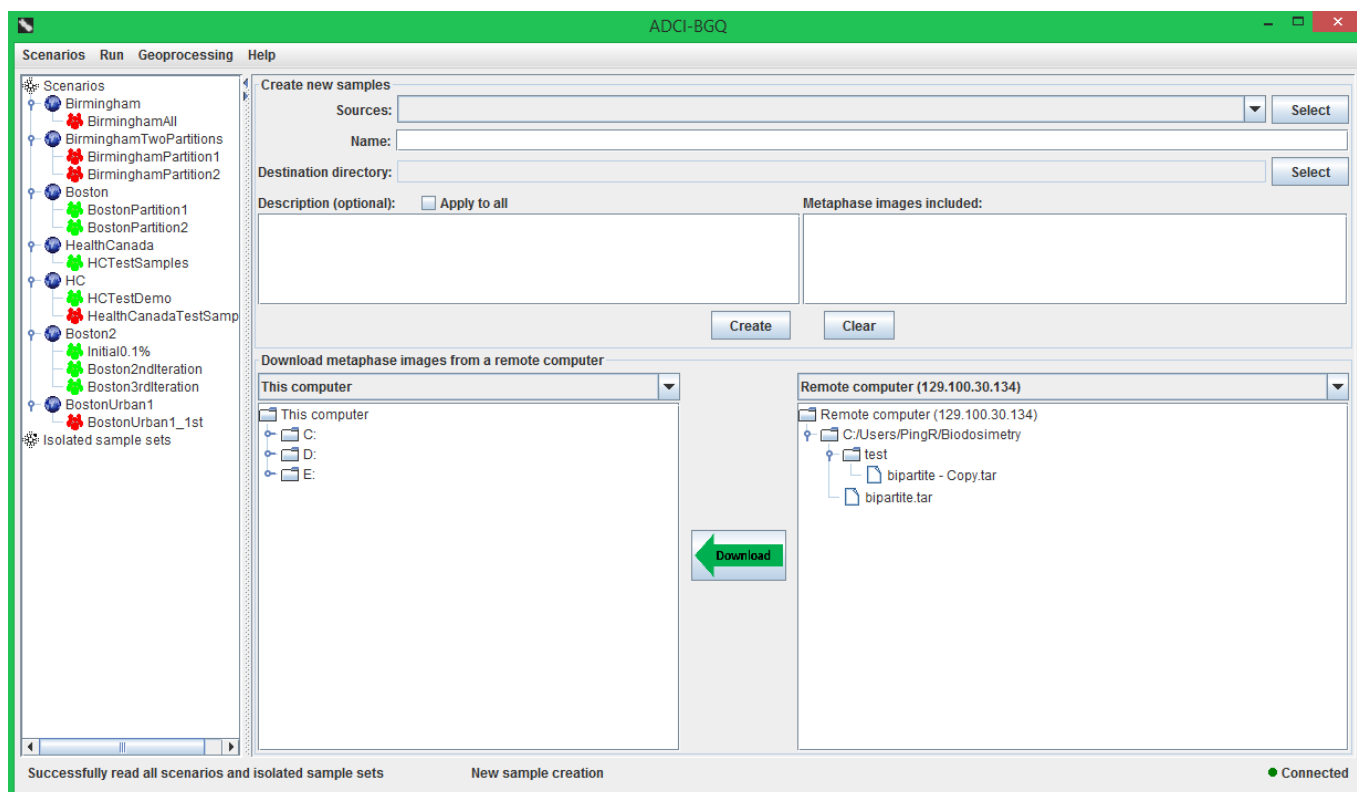 ADCI-BGQ
Scenarios Run Geoprocessing Help
Scenarios
Birmingham
BirminghamAll
BirminghamTwoPartitions
BirminghamPartition1
BirminghamPartition2
Boston
BostonPartition1
BostonPartition2
HealthCanada
HCTestSamples
HC
HCTestDemo
HealthCanadaTestSamp
Boston2
Initial0.1%
Boston2ndIteration
Boston3rdIteration
BostonUrban1
BostonUrban1_1st
Isolated sample sets
Create new samples
Sources: Select
Name:
Destination directory: Select
Description (optional): Apply to all Metaphase images included:
Create Clear
Download metaphase images from a remote computer
This computer
This computer
C:
D:
E:
Download
Remote computer (129.100.30.134)
Remote computer (129.100.30.134)
C:/Users/PingR/Biodosimetry
test
bipartite - Copy.tar
bipartite.tar
Successfully read all scenarios and isolated sample sets New sample creation Connected